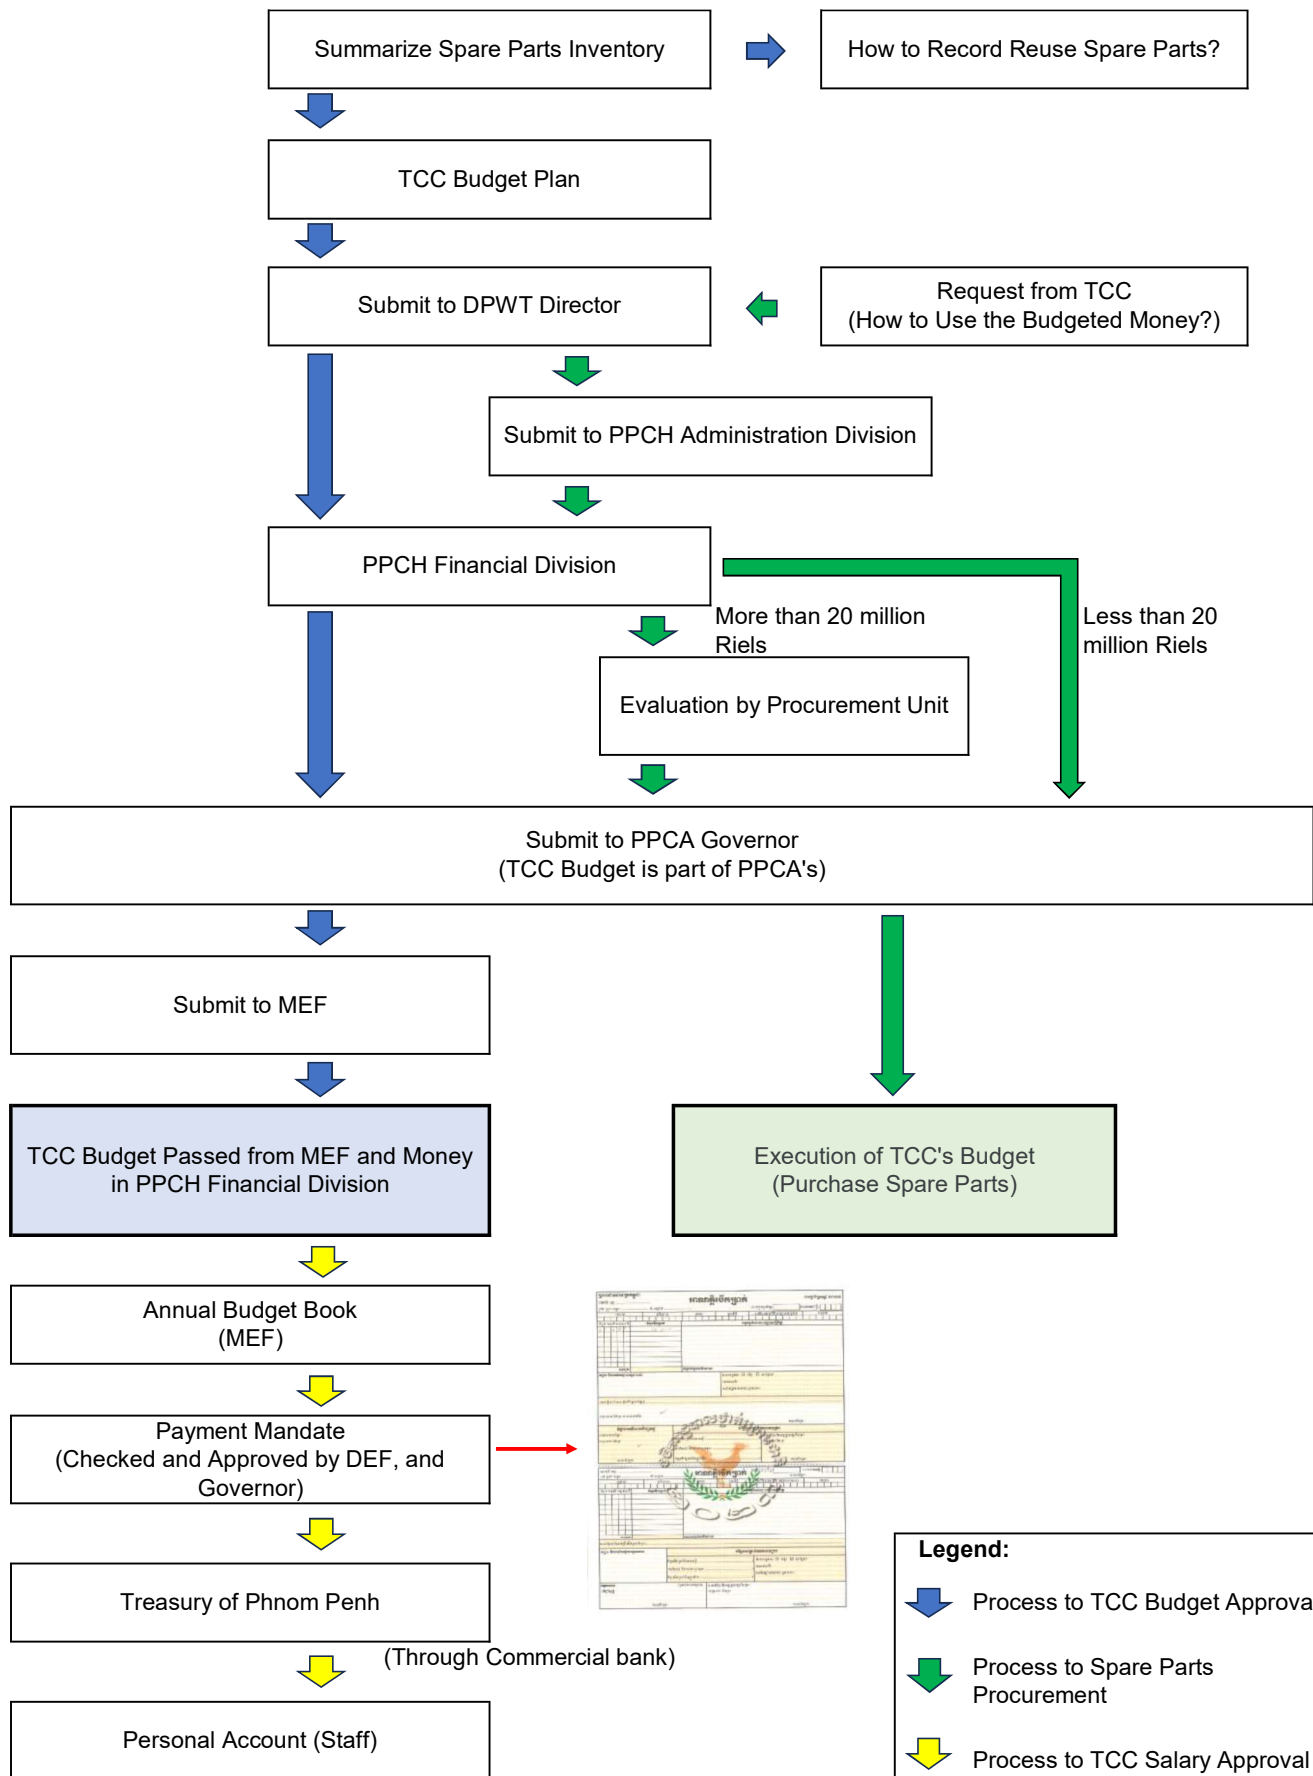 Summarize Spare Parts Inventory
How to Record Reuse Spare Parts?
TCC Budget Plan
Submit to DPWT Director
Request from TCC
(How to Use the Budgeted Money?)
Submit to PPCH Administration Division
PPCH Financial Division
More than 20 million
Riels
Less than 20
million Riels
Evaluation by Procurement Unit
Submit to PPCA Governor
(TCC Budget is part of PPCA's)
Submit to MEF
TCC Budget Passed from MEF and Money
in PPCH Financial Division
Execution of TCC's Budget
(Purchase Spare Parts)
Annual Budget Book
(MEF)
Payment Mandate
(Checked and Approved by DEF, and
Governor)
Treasury of Phnom Penh
(Through Commercial bank)
Personal Account (Staff)
Legend:
Process to TCC Budget Approva
Process to Spare Parts
Procurement
Process to TCC Salary Approval